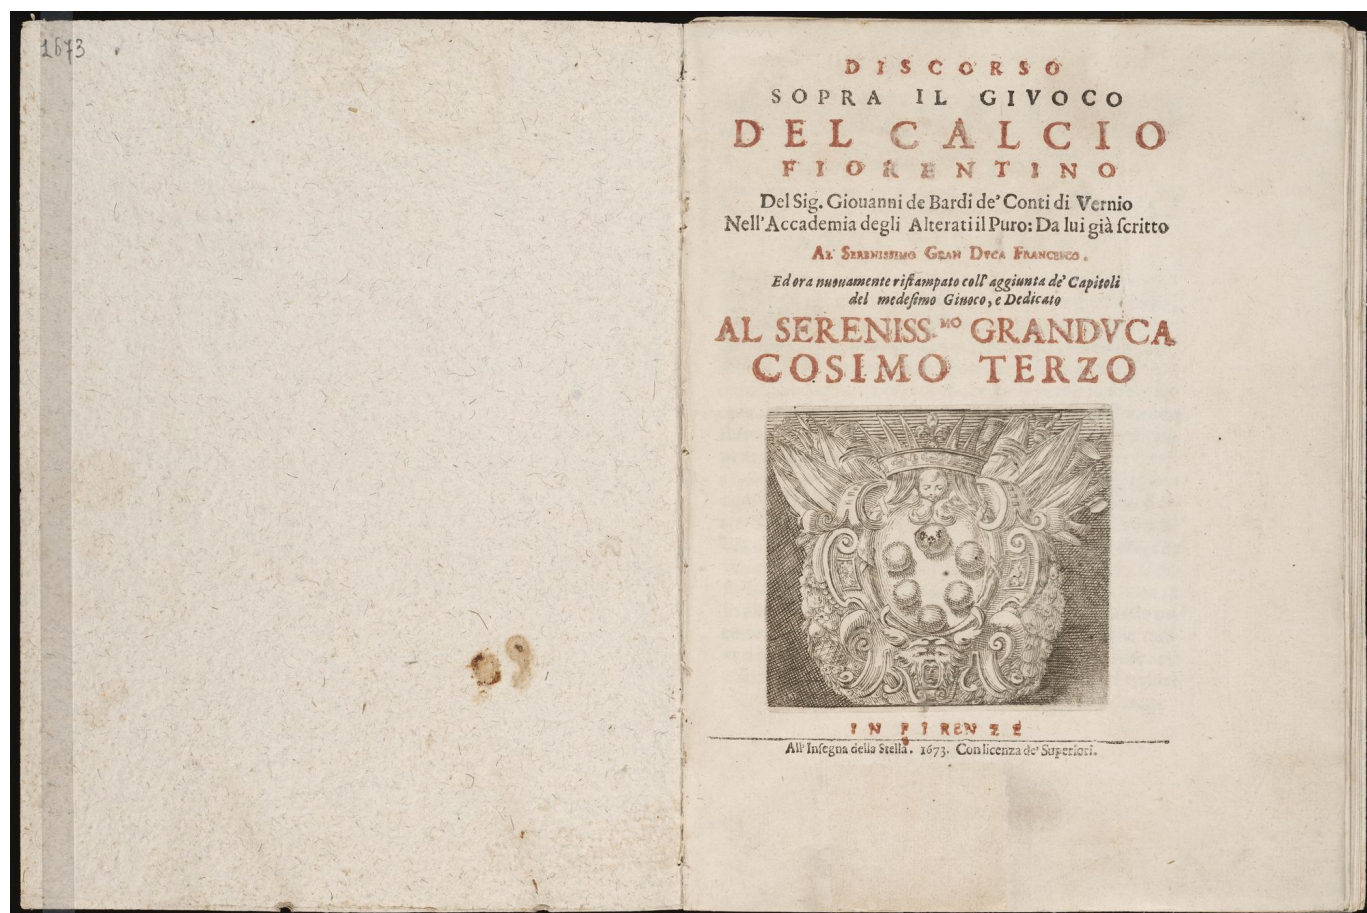 1673
DISCORSO
SOPRA IL GIVOCO
DEL CALCIO
FIORENTINO
Del Sig. Giouanni de Bardi de' Conti di Vernio
Nell'Accademia degli Alterati il Puro: Da lui già ſcritto
AL SERENISSIMO GRAN DVCA FRANCESCO.
Ed ora nuouamente riſtampato coll'aggiunta de' Capitoli
del medeſimo Giuoco, e Dedicato
AL SERENISS.MO GRANDVCA
COSIMO TERZO
IN FIRENZE
All'Inſegna della Stella. 1673. Con licenza de' Superiori.